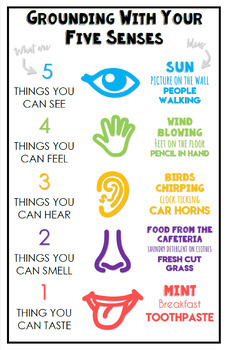 Grounding With Your
Five Senses
What are
Ideas
5
THINGS YOU
CAN SEE
SUN
PICTURE ON THE WALL
PEOPLE
WALKING
4
THINGS YOU
CAN FEEL
WIND
BLOWING
FEET ON THE FLOOR
PENCIL IN HAND
3
THINGS YOU
CAN HEAR
BIRDS
CHIRPING
CLOCK TICKING
CAR HORNS
2
THINGS YOU
CAN SMELL
FOOD FROM THE
CAFETERIA
LAUNDRY DETERGENT ON CLOTHES
FRESH CUT
GRASS
1
THING YOU
CAN TASTE
MINT
Breakfast
TOOTHPASTE